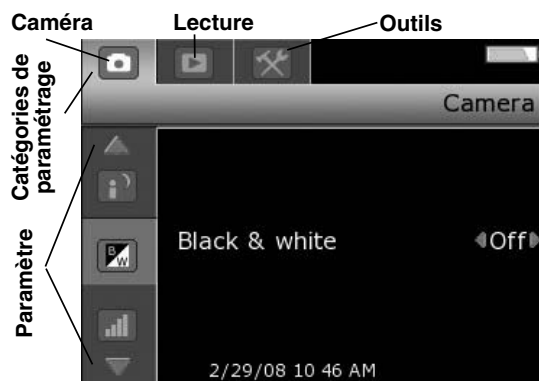 Caméra
Lecture
Outils
Catégories de
paramétrage
Camera
Paramètre
B
W
Black & white
Off
2/29/08 10 46 AM